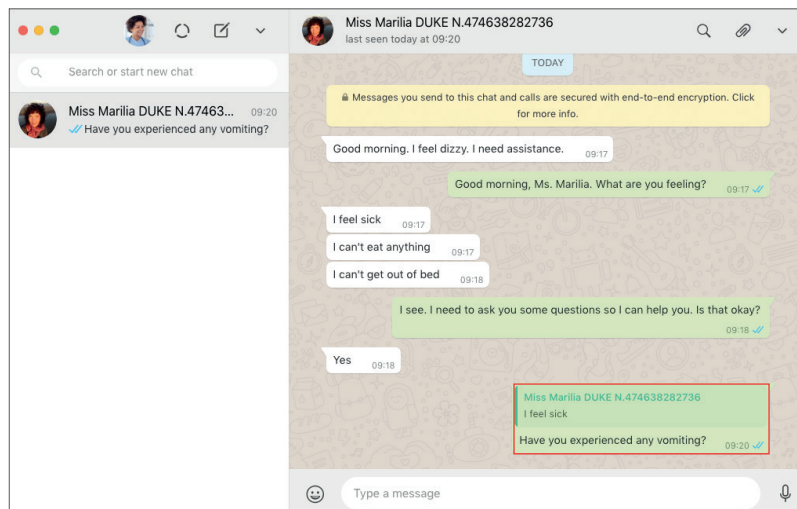 Search or start new chat
Miss Marilia DUKE N.47463... 09:20
Have you experienced any vomiting?
Miss Marilia DUKE N.474638282736
last seen today at 09:20
TODAY
Messages you send to this chat and calls are secured with end-to-end encryption. Click
for more info.
Good morning. I feel dizzy. I need assistance. 09:17
Good morning, Ms. Marilia. What are you feeling? 09:17
I feel sick 09:17
I can't eat anything 09:17
I can't get out of bed 09:18
I see. I need to ask you some questions so I can help you. Is that okay?
09:18
Yes 09:18
Miss Marilia DUKE N.474638282736
I feel sick
Have you experienced any vomiting? 09:20
Type a message